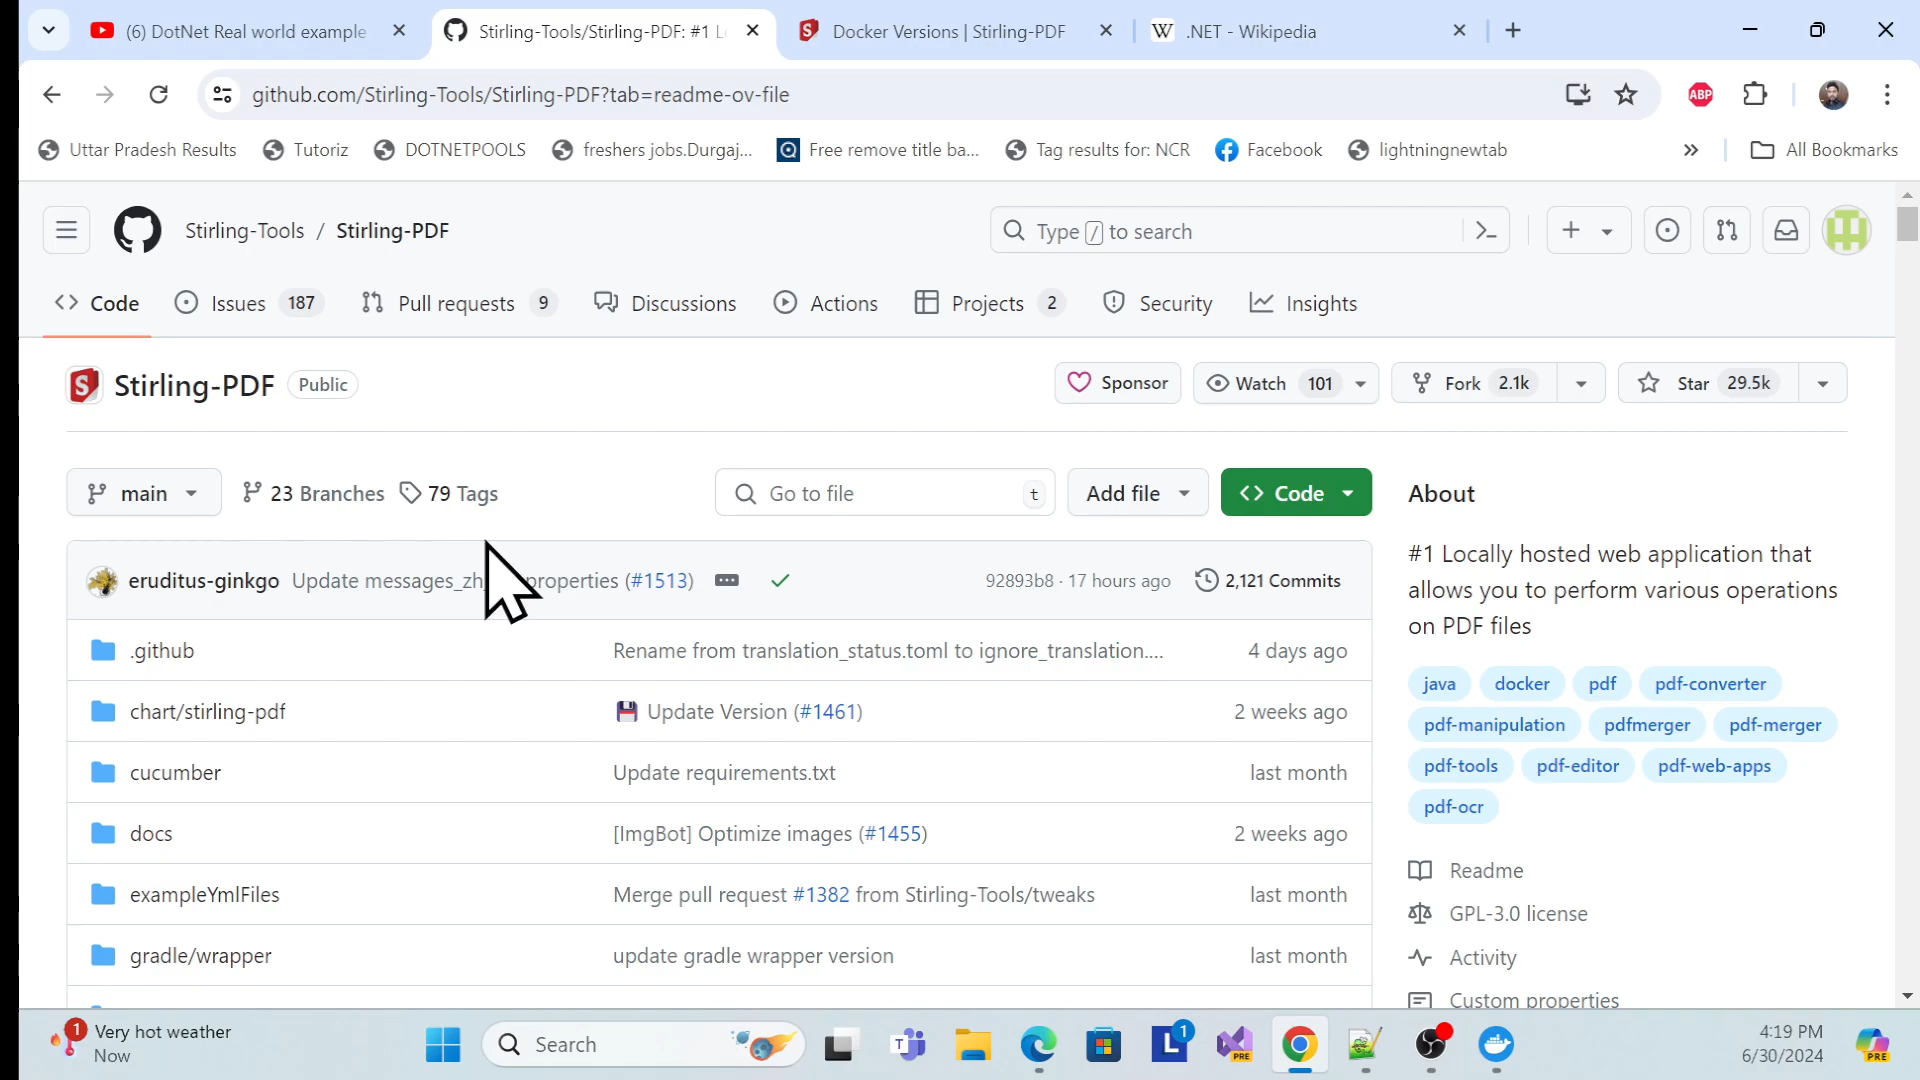 (6) DotNet Real world example
Stirling-Tools/Stirling-PDF: #1 L
Docker Versions | Stirling-PDF
W .NET - Wikipedia
github.com/Stirling-Tools/Stirling-PDF?tab=readme-ov-file
ABP
Uttar Pradesh Results
Tutoriz
DOTNETPOOLS
freshers jobs.Durgaj...
Free remove title ba...
Tag results for: NCR
Facebook
lightningnewtab
All Bookmarks
Stirling-Tools / Stirling-PDF
Type / to search
Code
Issues 187
Pull requests 9
Discussions
Actions
Projects 2
Security
Insights
Stirling-PDF Public
Sponsor
Watch 101
Fork 2.1k
Star 29.5k
main
23 Branches
79 Tags
Go to file t
Add file
Code
eruditus-ginkgo Update messages_zh properties (#1513)
92893b8 · 17 hours ago
2,121 Commits
.github Rename from translation_status.toml to ignore_translation.... 4 days ago
chart/stirling-pdf Update Version (#1461) 2 weeks ago
cucumber Update requirements.txt last month
docs [ImgBot] Optimize images (#1455) 2 weeks ago
exampleYmlFiles Merge pull request #1382 from Stirling-Tools/tweaks last month
gradle/wrapper update gradle wrapper version last month
About
#1 Locally hosted web application that
allows you to perform various operations
on PDF files
java docker pdf pdf-converter
pdf-manipulation pdfmerger pdf-merger
pdf-tools pdf-editor pdf-web-apps
pdf-ocr
Readme
GPL-3.0 license
Activity
Custom properties
1
Very hot weather
Now
Search
T
L 1
PRE
4:19 PM
6/30/2024
PRE